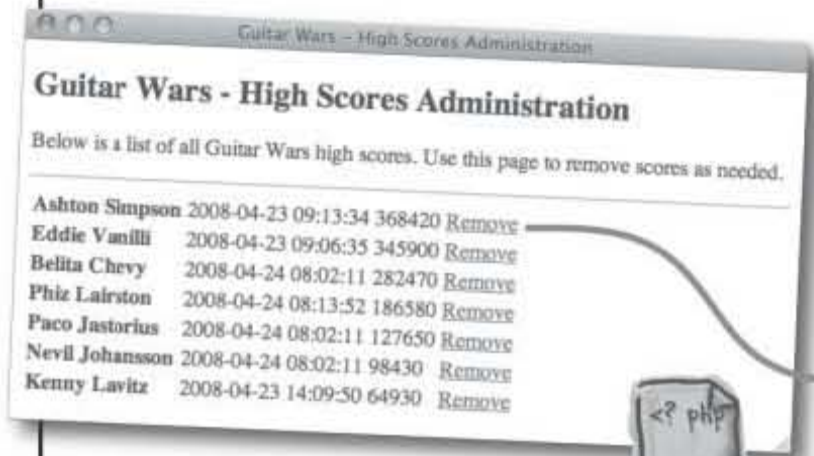 Guitar Wars - High Scores Administration
Guitar Wars - High Scores Administration
Below is a list of all Guitar Wars high scores. Use this page to remove scores as needed.
Ashton Simpson 2008-04-23 09:13:34 368420 Remove
Eddie Vanilli 2008-04-23 09:06:35 345900 Remove
Belita Chevy 2008-04-24 08:02:11 282470 Remove
Phiz Lairston 2008-04-24 08:13:52 186580 Remove
Paco Jastorius 2008-04-24 08:02:11 127650 Remove
Nevil Johansson 2008-04-24 08:02:11 98430 Remove
Kenny Lavitz 2008-04-23 14:09:50 64930 Remove
<? php